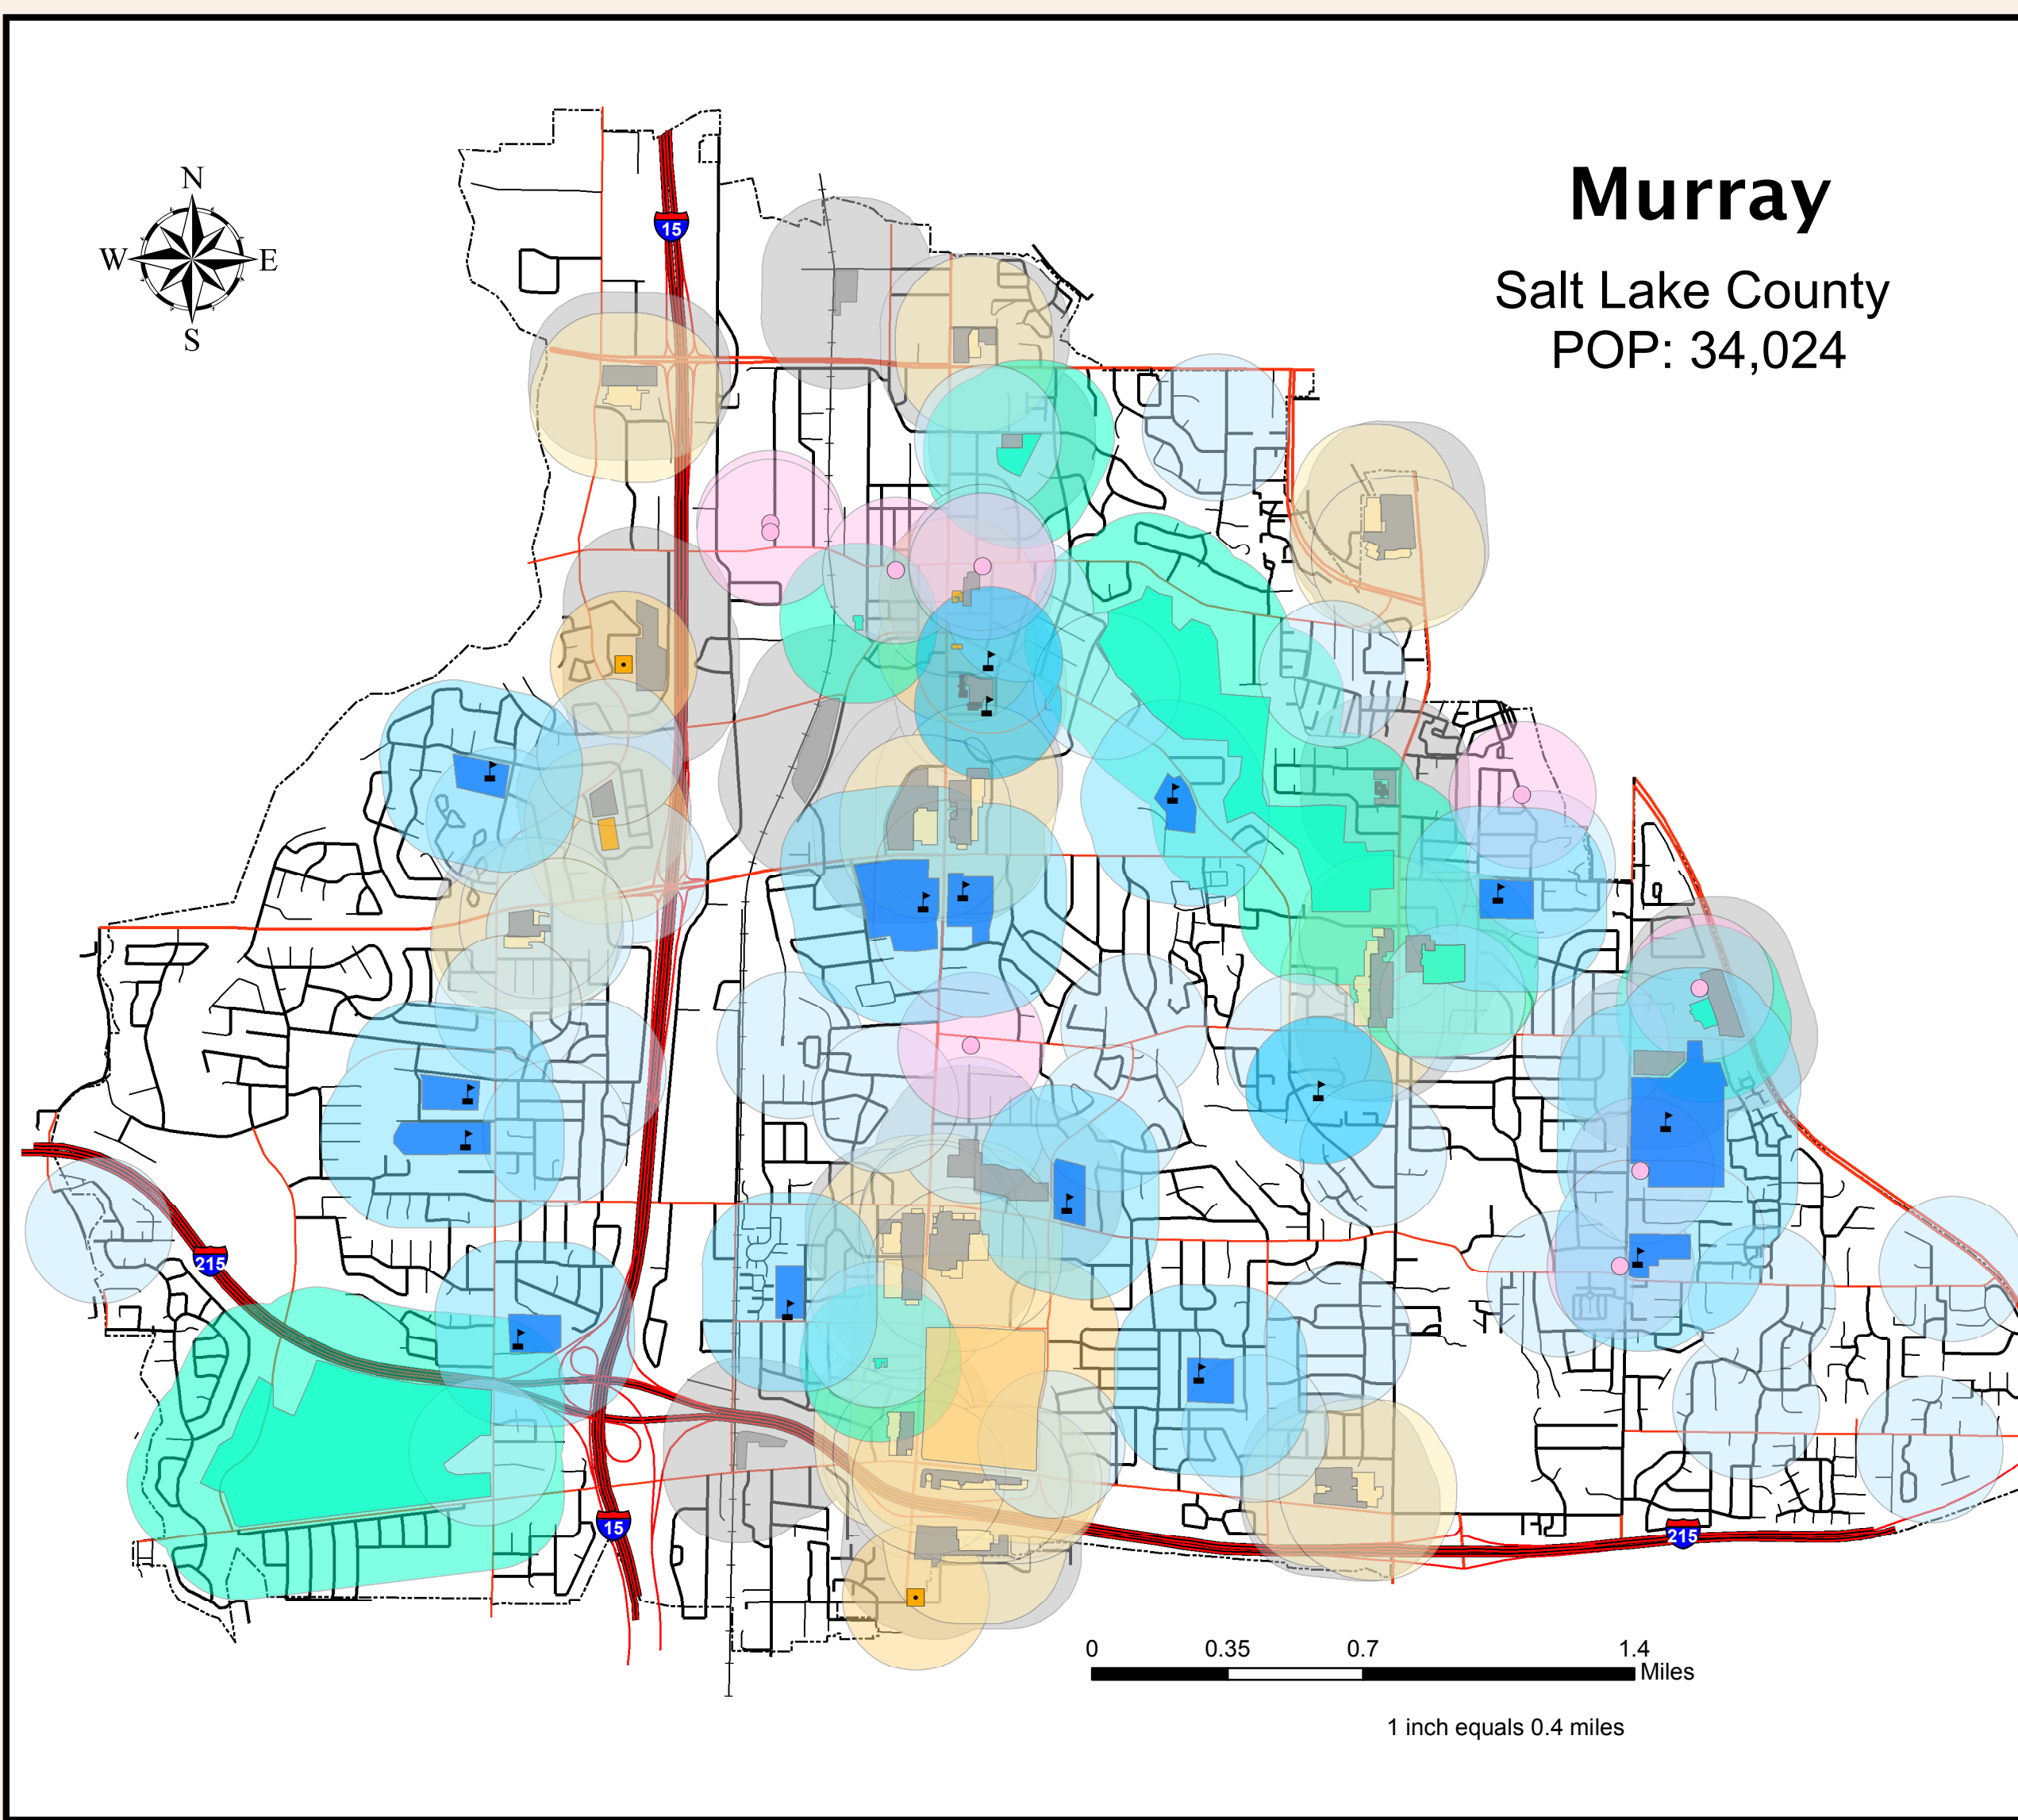 Murray
Salt Lake County
POP: 34,024
N
W
E
S
15
215
15
215
0 0.35 0.7 1.4
Miles
1 inch equals 0.4 miles